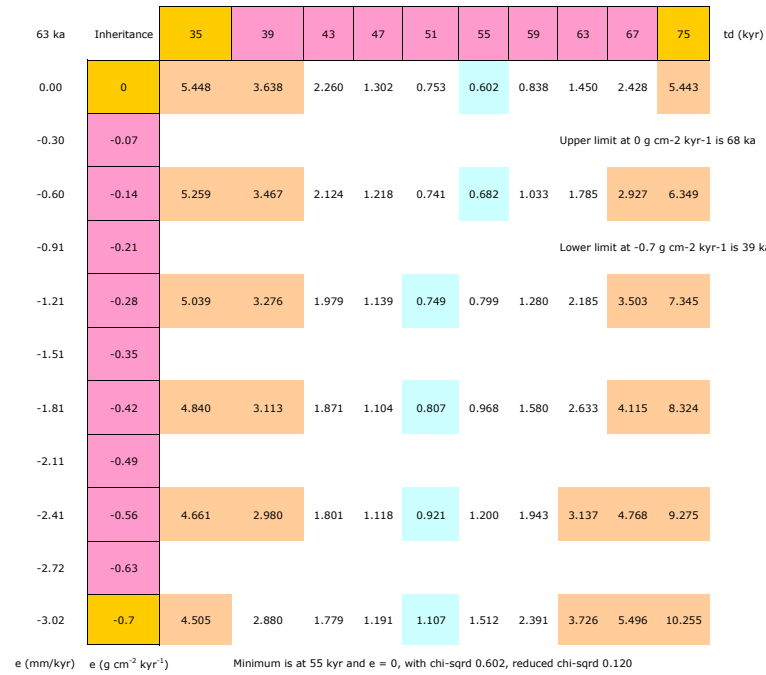 63 ka Inheritance 35 39 43 47 51 55 59 63 67 75 td (kyr)
0.00 0 5.448 3.638 2.260 1.302 0.753 0.602 0.838 1.450 2.428 5.443
-0.30 -0.07 Upper limit at 0 g cm-2 kyr-1 is 68 ka
-0.60 -0.14 5.259 3.467 2.124 1.218 0.741 0.682 1.033 1.785 2.927 6.349
-0.91 -0.21 Lower limit at -0.7 g cm-2 kyr-1 is 39
-1.21 -0.28 5.039 3.276 1.979 1.139 0.749 0.799 1.280 2.185 3.503 7.345
-1.51 -0.35
-1.81 -0.42 4.840 3.113 1.871 1.104 0.807 0.968 1.580 2.633 4.115 8.324
-2.11 -0.49
-2.41 -0.56 4.661 2.980 1.801 1.118 0.921 1.200 1.943 3.137 4.768 9.275
-2.72 -0.63
-3.02 -0.7 4.505 2.880 1.779 1.191 1.107 1.512 2.391 3.726 5.496 10.255
e (mm/kyr) e (g cm⁻² kyr⁻¹) Minimum is at 55 kyr and e = 0, with chi-sqrd 0.602, reduced chi-sqrd 0.120